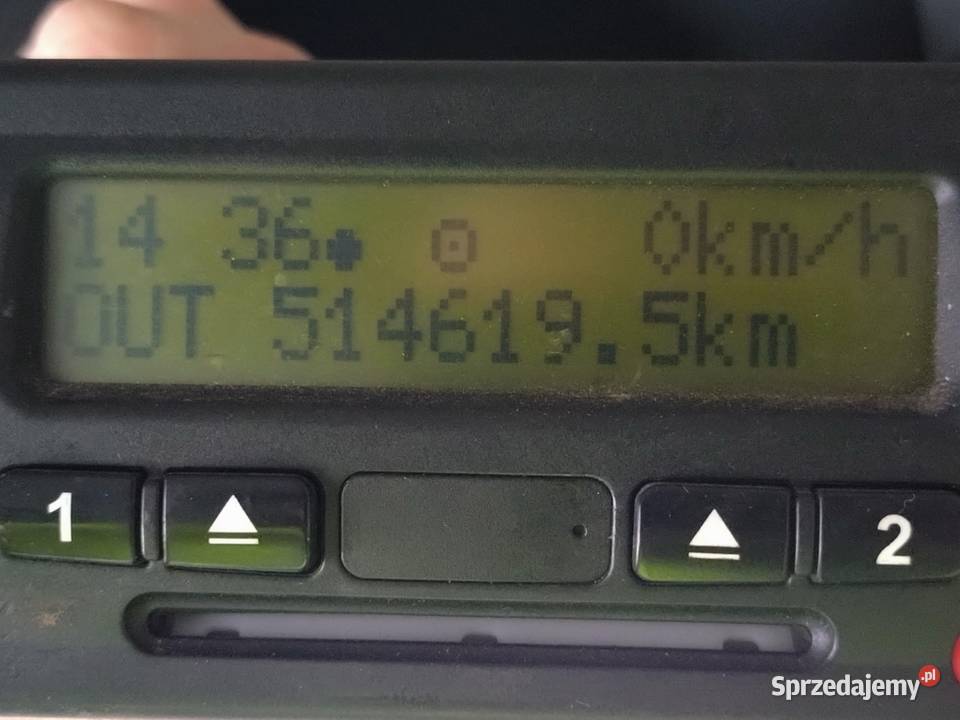 14 36● ⊙ 0km/h
OUT 514619.5km
1 2
Sprzedajemy.pl